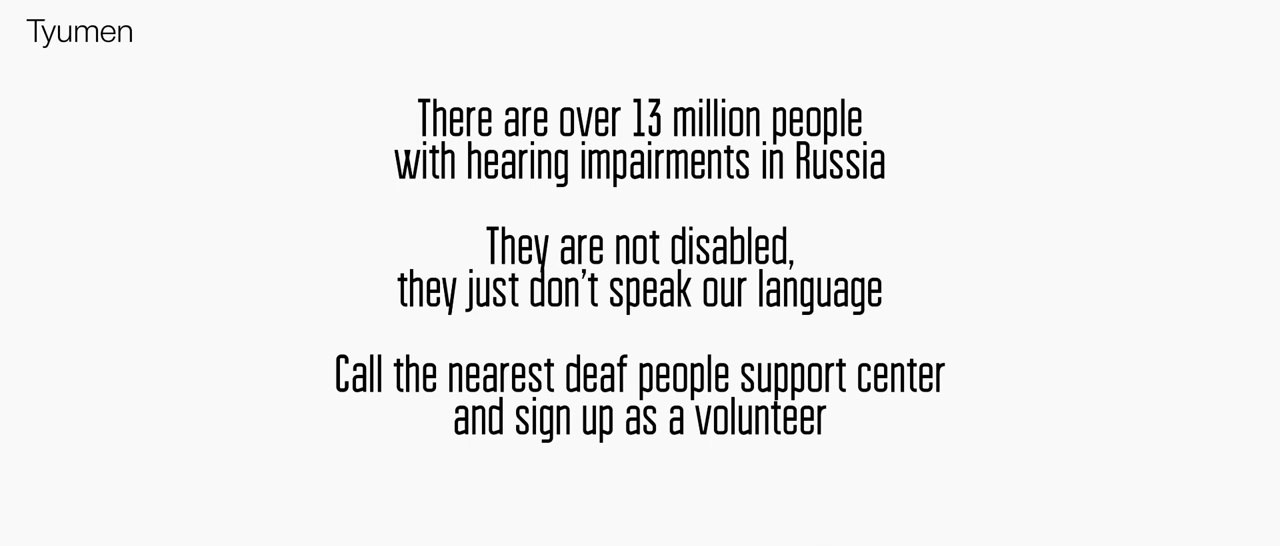 Tyumen
There are over 13 million people
with hearing impairments in Russia
They are not disabled,
they just don't speak our language
Call the nearest deaf people support center
and sign up as a volunteer